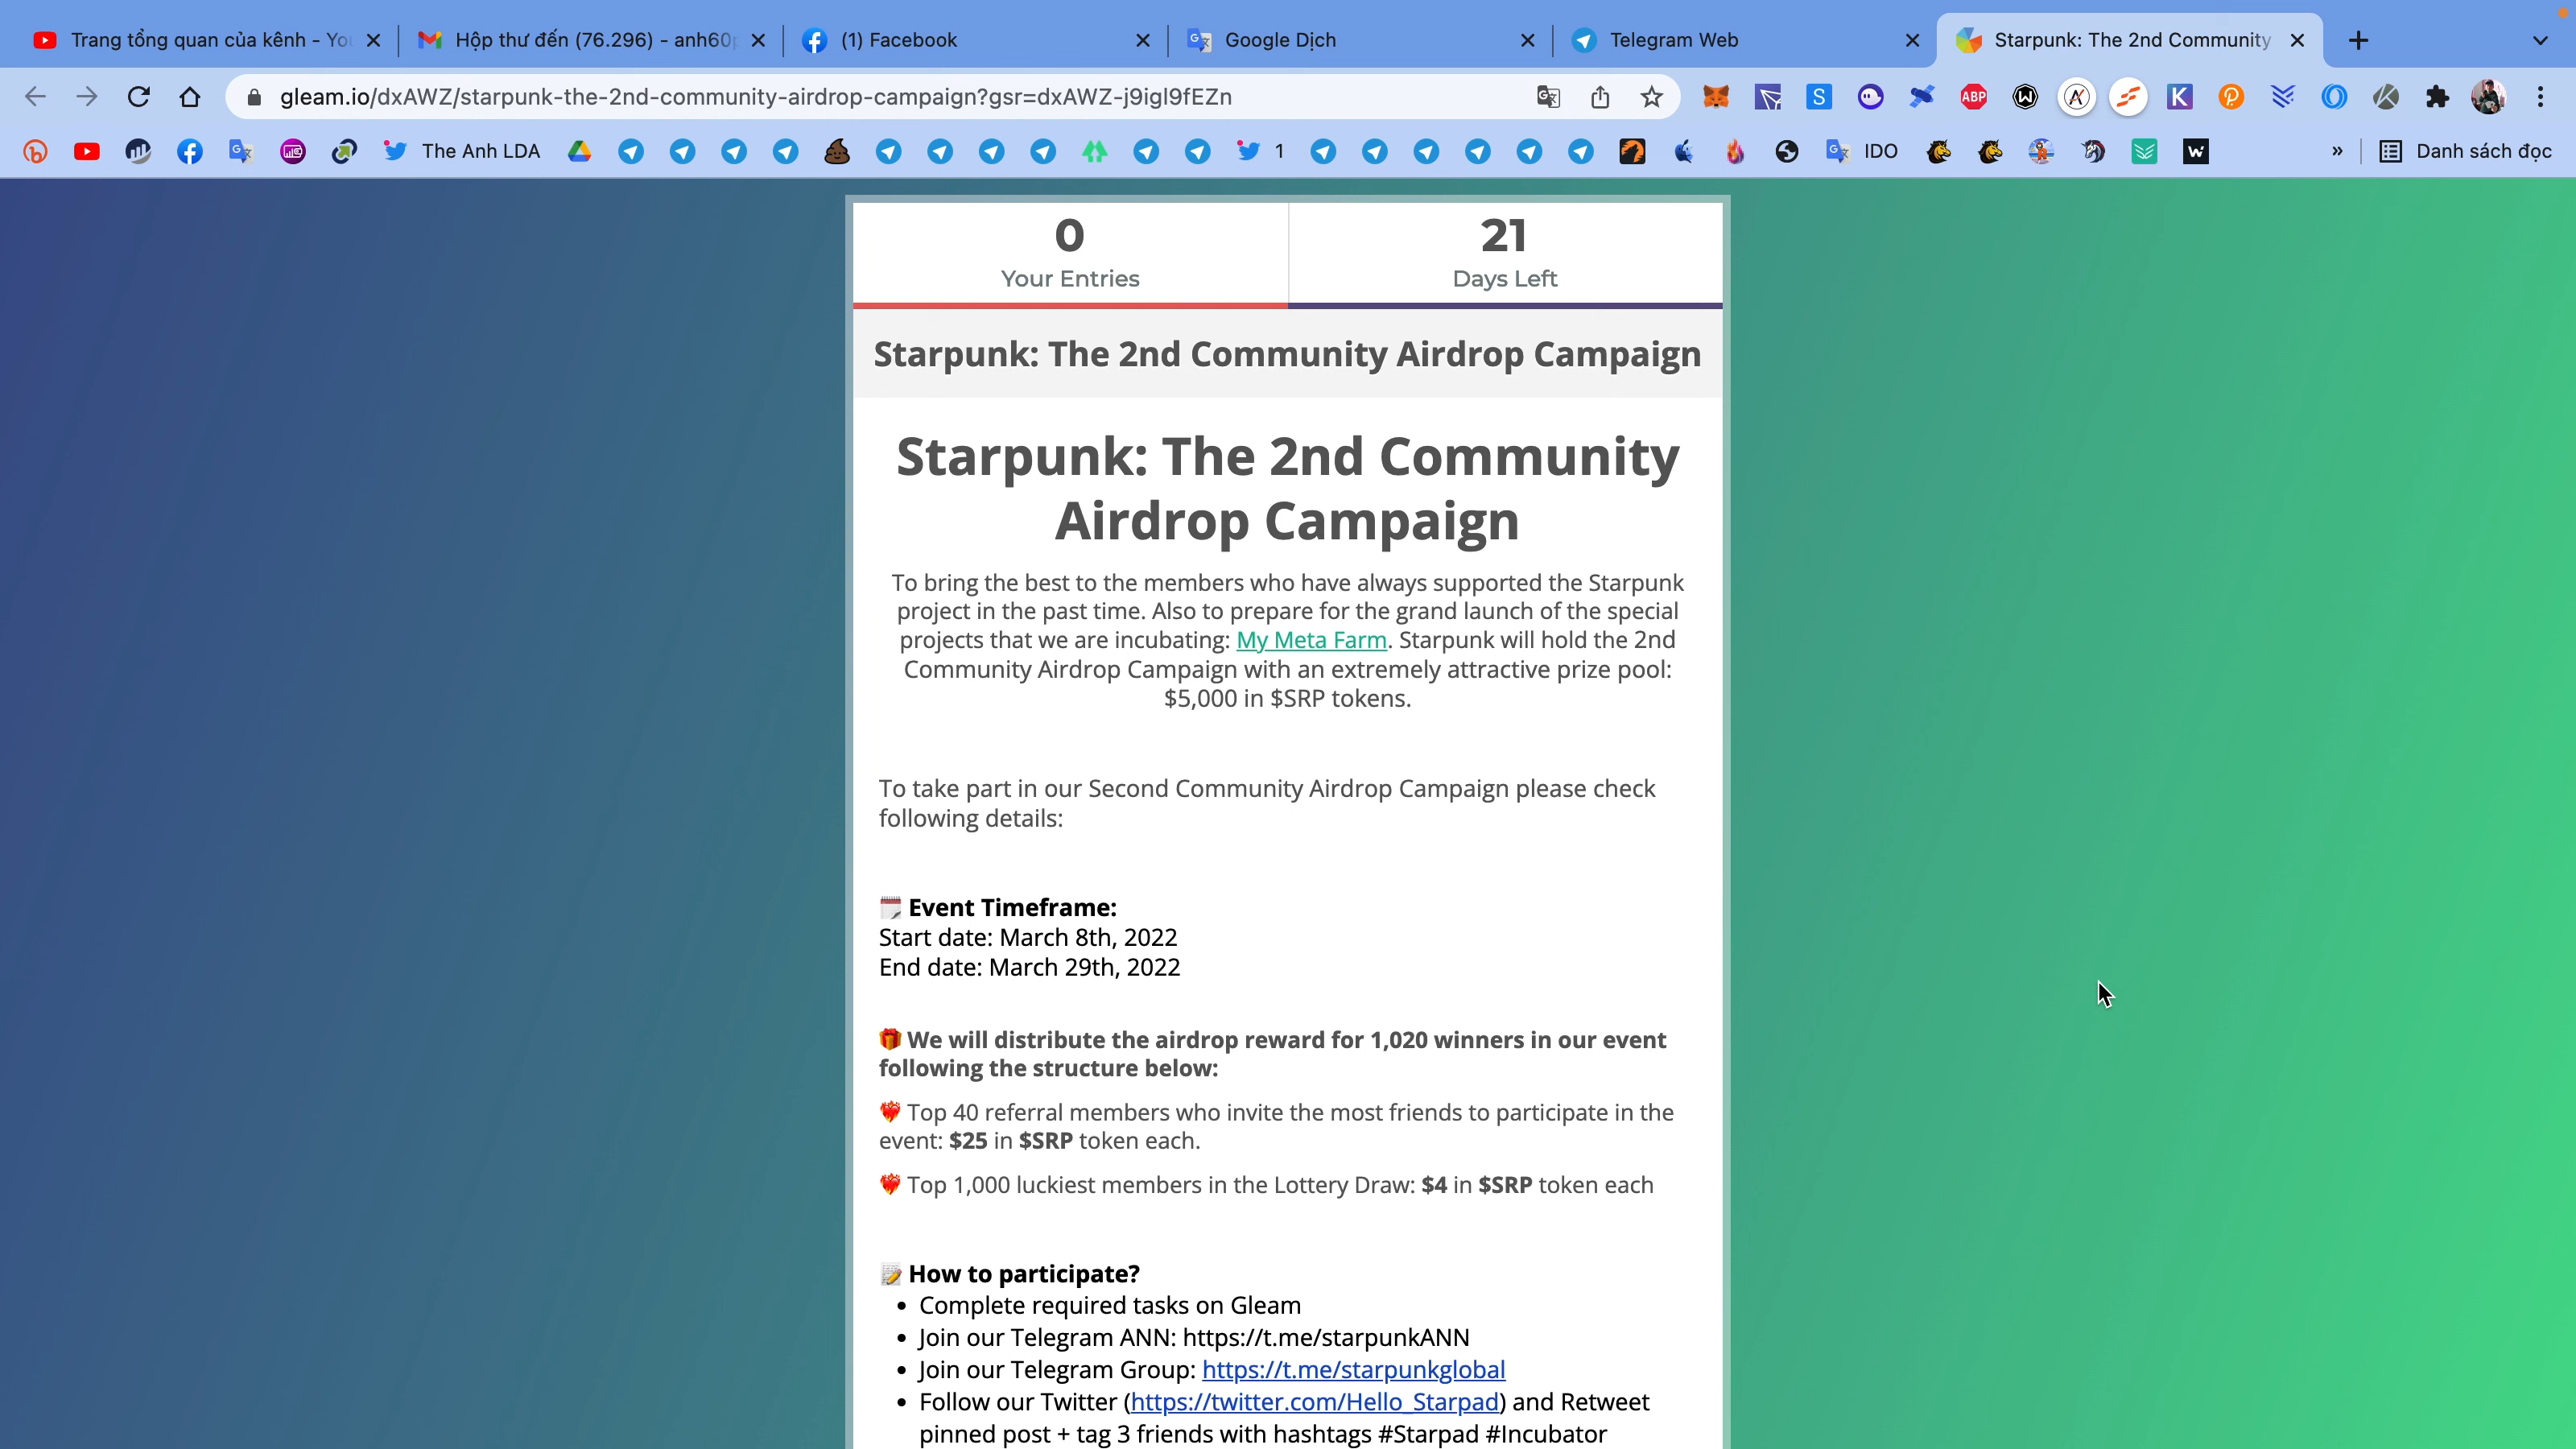 Trang tổng quan của kênh - You
Hộp thư đến (76.296) - anh60p
(1) Facebook
Google Dịch
Telegram Web
Starpunk: The 2nd Community
gleam.io/dxAWZ/starpunk-the-2nd-community-airdrop-campaign?gsr=dxAWZ-j9igl9fEZn
ABP
The Anh LDA
1
IDO
Danh sách đọc
0
Your Entries
21
Days Left
Starpunk: The 2nd Community Airdrop Campaign
Starpunk: The 2nd Community
Airdrop Campaign
To bring the best to the members who have always supported the Starpunk
project in the past time. Also to prepare for the grand launch of the special
projects that we are incubating: My Meta Farm. Starpunk will hold the 2nd
Community Airdrop Campaign with an extremely attractive prize pool:
$5,000 in $SRP tokens.
To take part in our Second Community Airdrop Campaign please check
following details:
Event Timeframe:
Start date: March 8th, 2022
End date: March 29th, 2022
We will distribute the airdrop reward for 1,020 winners in our event
following the structure below:
Top 40 referral members who invite the most friends to participate in the
event: $25 in $SRP token each.
Top 1,000 luckiest members in the Lottery Draw: $4 in $SRP token each
How to participate?
• Complete required tasks on Gleam
• Join our Telegram ANN: https://t.me/starpunkANN
• Join our Telegram Group: https://t.me/starpunkglobal
• Follow our Twitter (https://twitter.com/Hello_Starpad) and Retweet
pinned post + tag 3 friends with hashtags #Starpad #Incubator